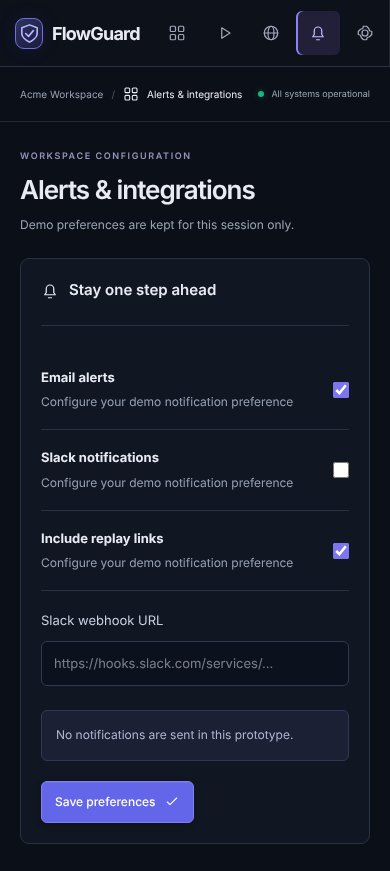 FlowGuard
Acme Workspace / Alerts & integrations All systems operational
WORKSPACE CONFIGURATION
Alerts & integrations
Demo preferences are kept for this session only.
Stay one step ahead
Email alerts
Configure your demo notification preference
Slack notifications
Configure your demo notification preference
Include replay links
Configure your demo notification preference
Slack webhook URL
https://hooks.slack.com/services/...
No notifications are sent in this prototype.
Save preferences